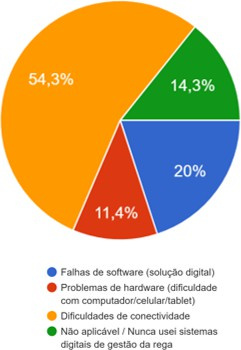 54,3%
14,3%
20%
11,4%
Falhas de software (solução digital)
Problemas de hardware (dificuldade
com computador/celular/tablet)
Dificuldades de conectividade
Não aplicável / Nunca usei sistemas
digitais de gestão da rega